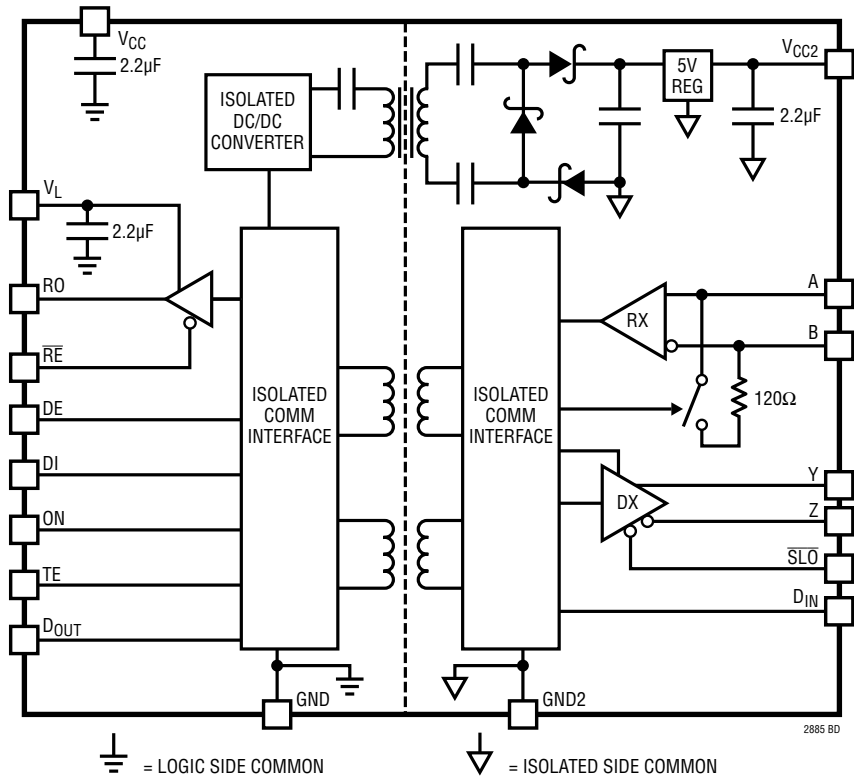 VCC
2.2µF
ISOLATED
DC/DC
CONVERTER
5V
REG
VCC2
2.2µF
VL
2.2µF
RO
R̅E̅
DE
DI
ON
TE
DOUT
ISOLATED
COMM
INTERFACE
ISOLATED
COMM
INTERFACE
RX
A
B
120Ω
DX
Y
Z
S̅L̅O̅
DIN
GND
GND2
2885 BD
= LOGIC SIDE COMMON
= ISOLATED SIDE COMMON